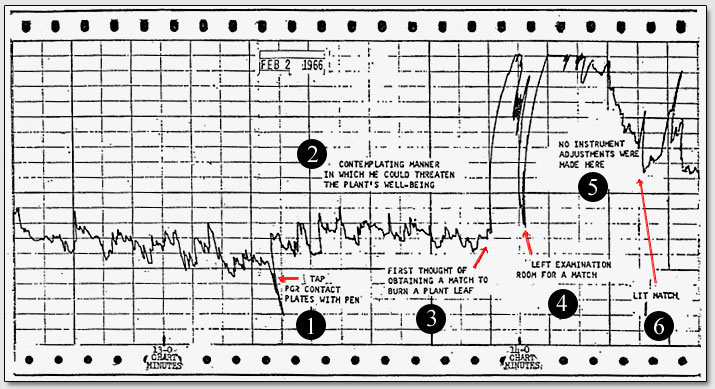 FEB 2 1966
2
CONTEMPLATING MANNER
IN WHICH HE COULD THREATEN
THE PLANT'S WELL-BEING
NO INSTRUMENT
ADJUSTMENTS WERE
MADE HERE
5
TAP
PGR CONTACT
PLATES WITH PEN
1
FIRST THOUGHT OF
OBTAINING A MATCH TO
BURN A PLANT LEAF
3
LEFT EXAMINATION
ROOM FOR A MATCH
4
LIT MATCH
6
13-0
CHART
MINUTES
14-0
CHART
MINUTES